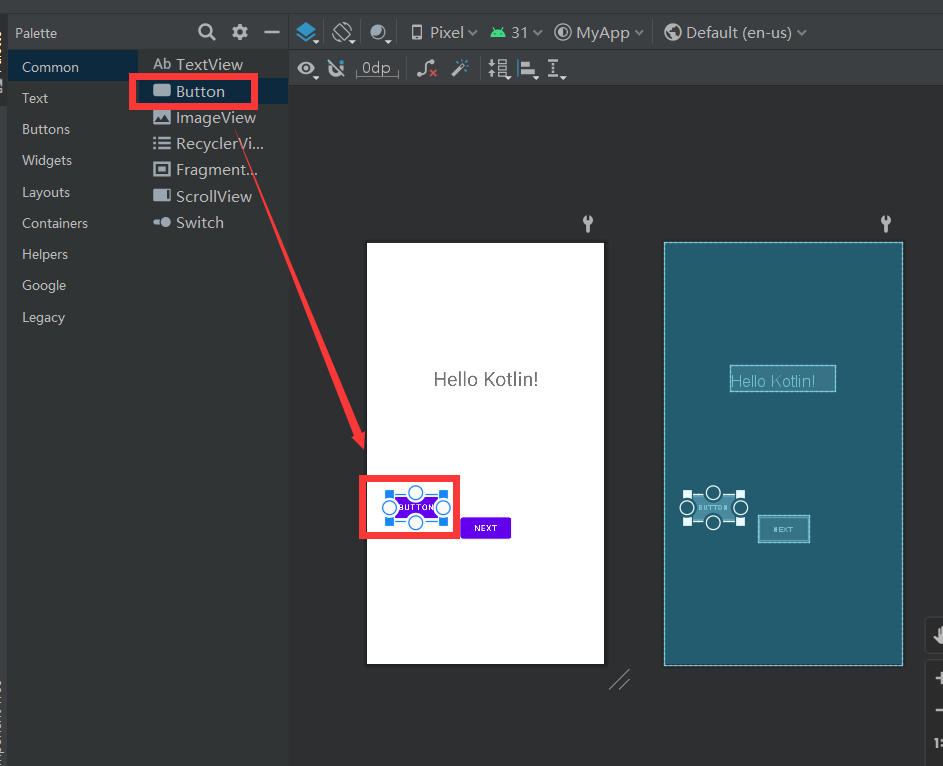 Palette
Pixel
31
MyApp
Default (en-us)
0dp
Common
Text
Buttons
Widgets
Layouts
Containers
Helpers
Google
Legacy
Ab TextView
Button
ImageView
RecyclerVi...
Fragment...
ScrollView
Switch
Hello Kotlin!
BUTTON
NEXT
Hello Kotlin!
BUTTON
NEXT